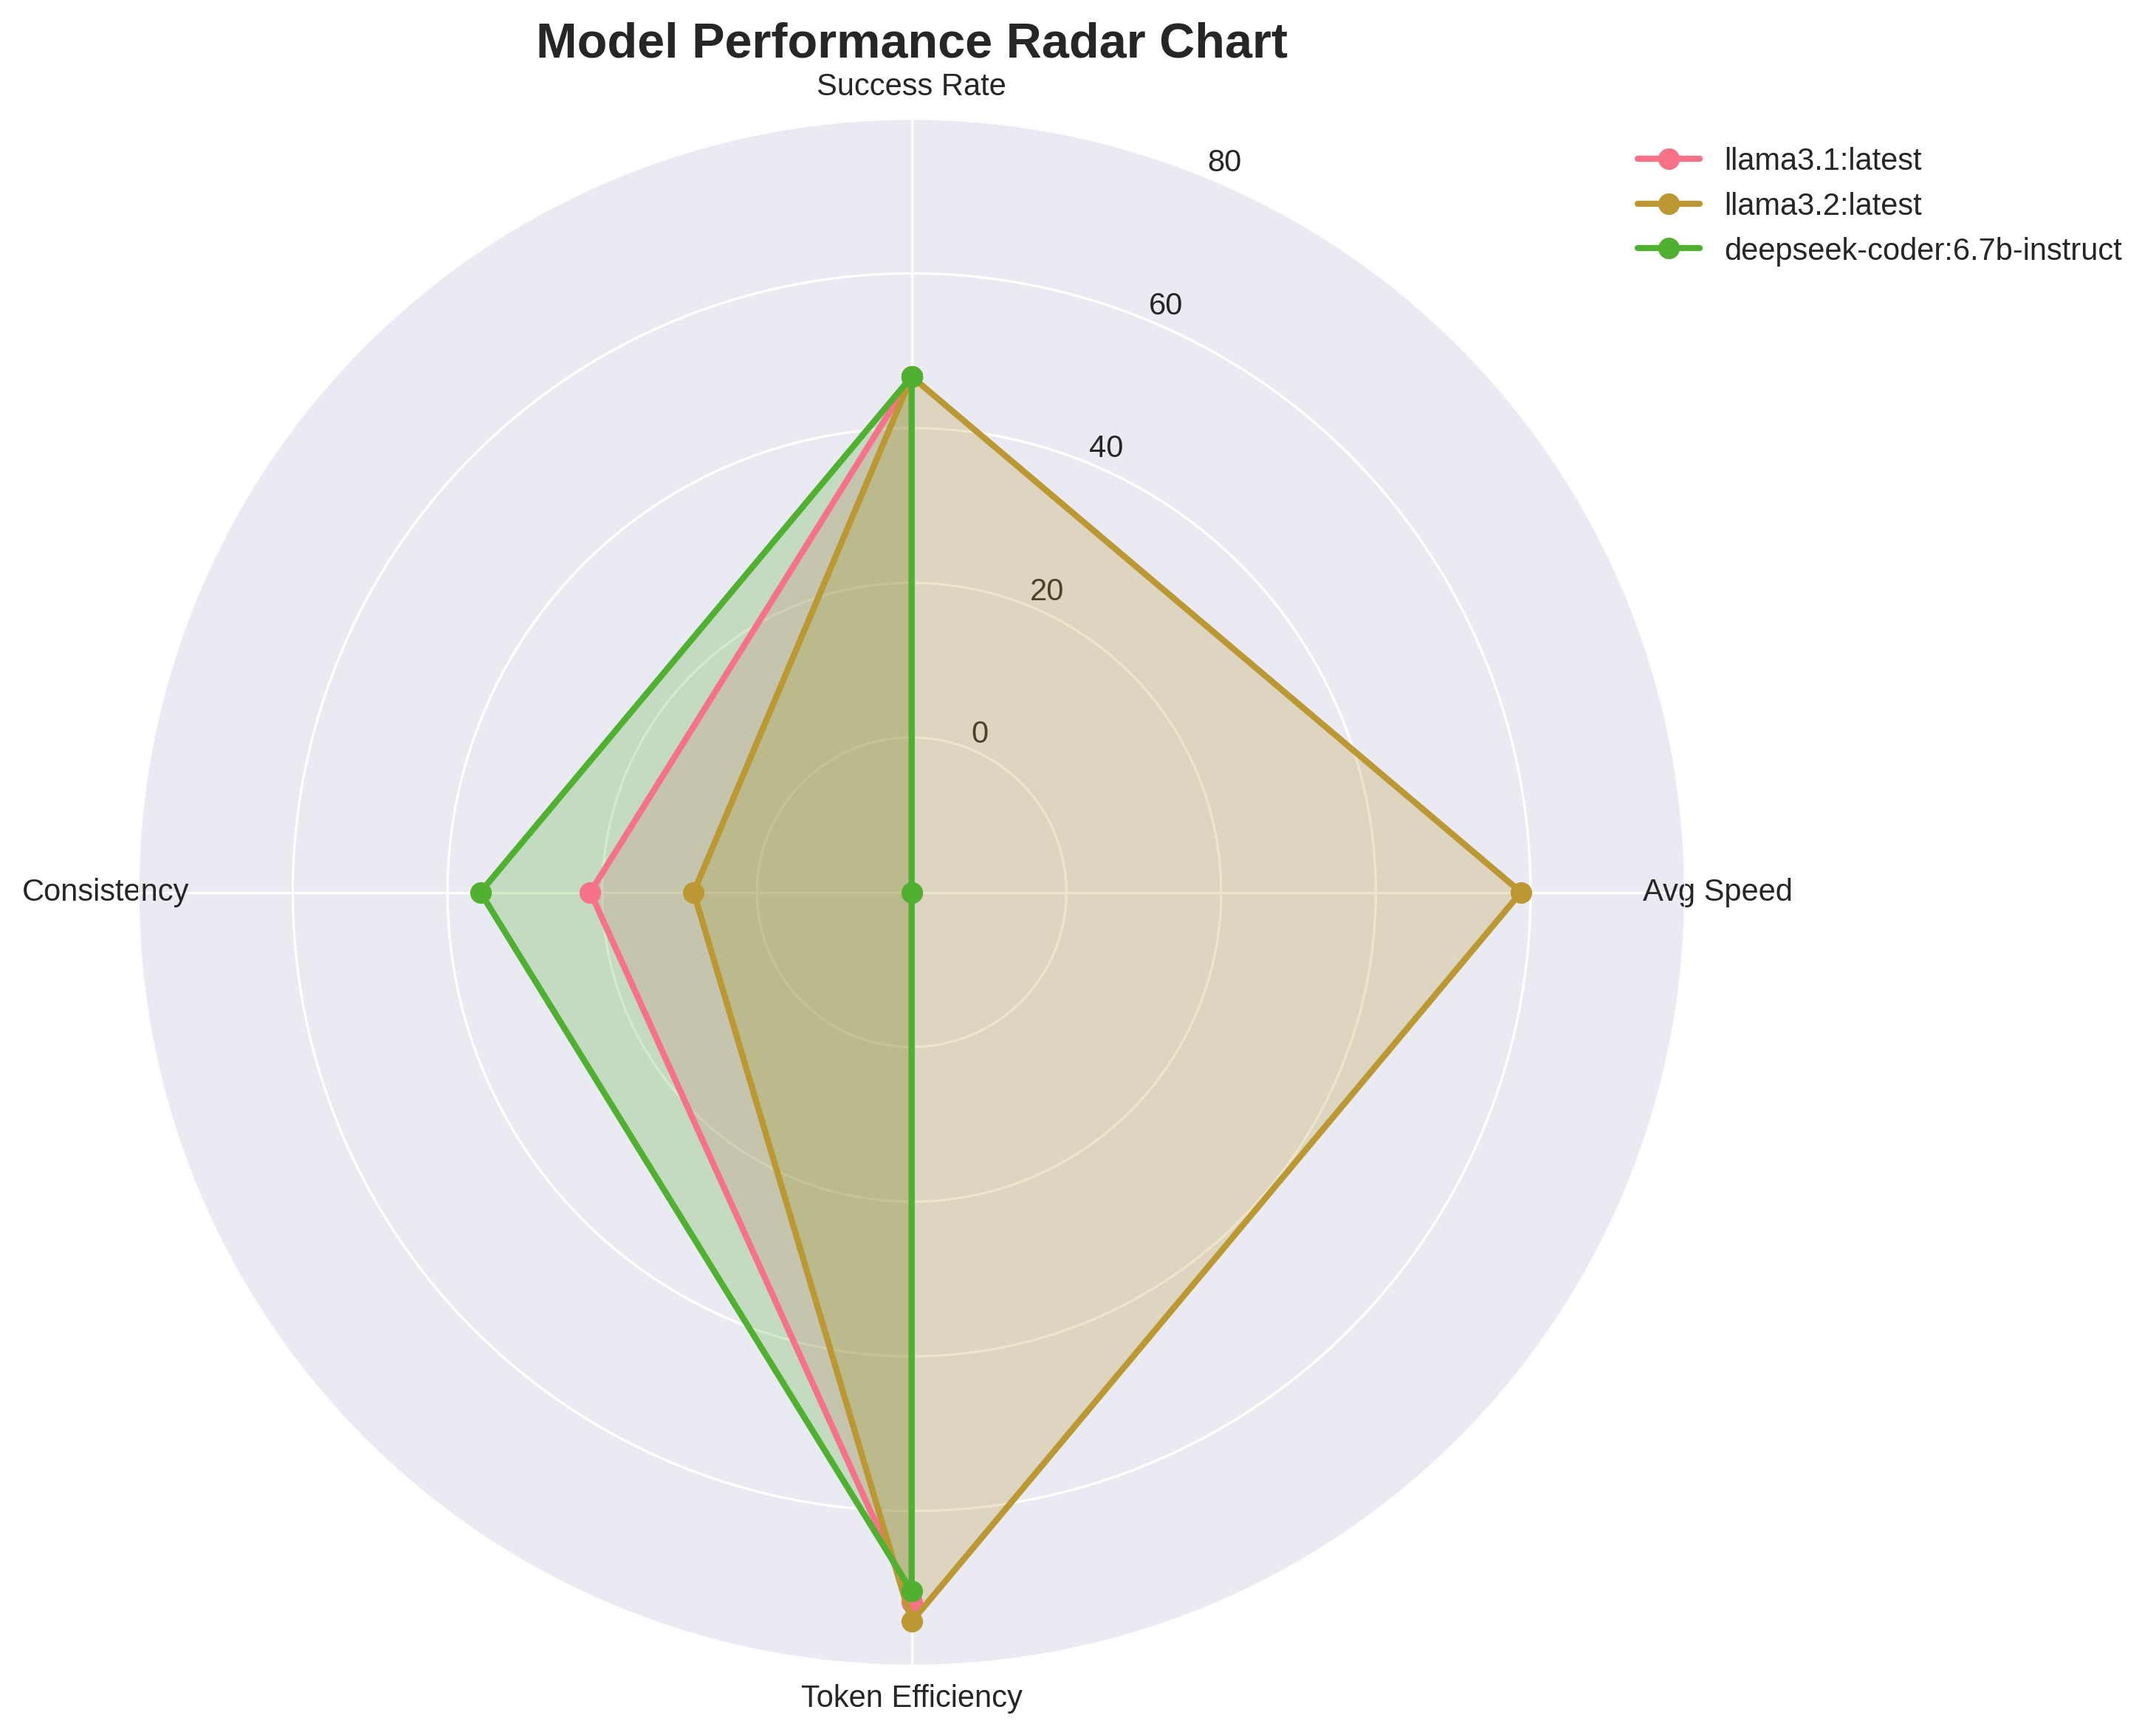 Model Performance Radar Chart
Success Rate
80
llama3.1:latest
llama3.2:latest
deepseek-coder:6.7b-instruct
60
40
20
0
Consistency
Avg Speed
Token Efficiency